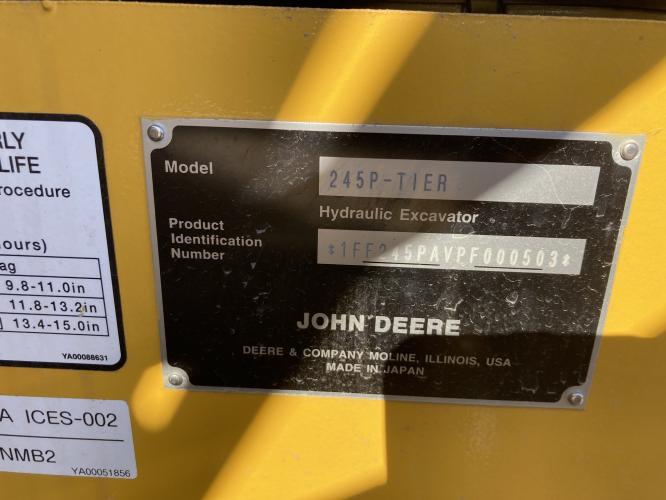 RLY
LIFE
rocedure
ours)
ag
9.8-11.0in
11.8-13.2in
13.4-15.0in
YA00088631
A ICES-002
NMB2
YA00051856
Model
245P-TIER
Hydraulic Excavator
Product
Identification
Number
*1FF245PAVPF000503*
JOHN DEERE
DEERE & COMPANY MOLINE, ILLINOIS, USA
MADE IN JAPAN